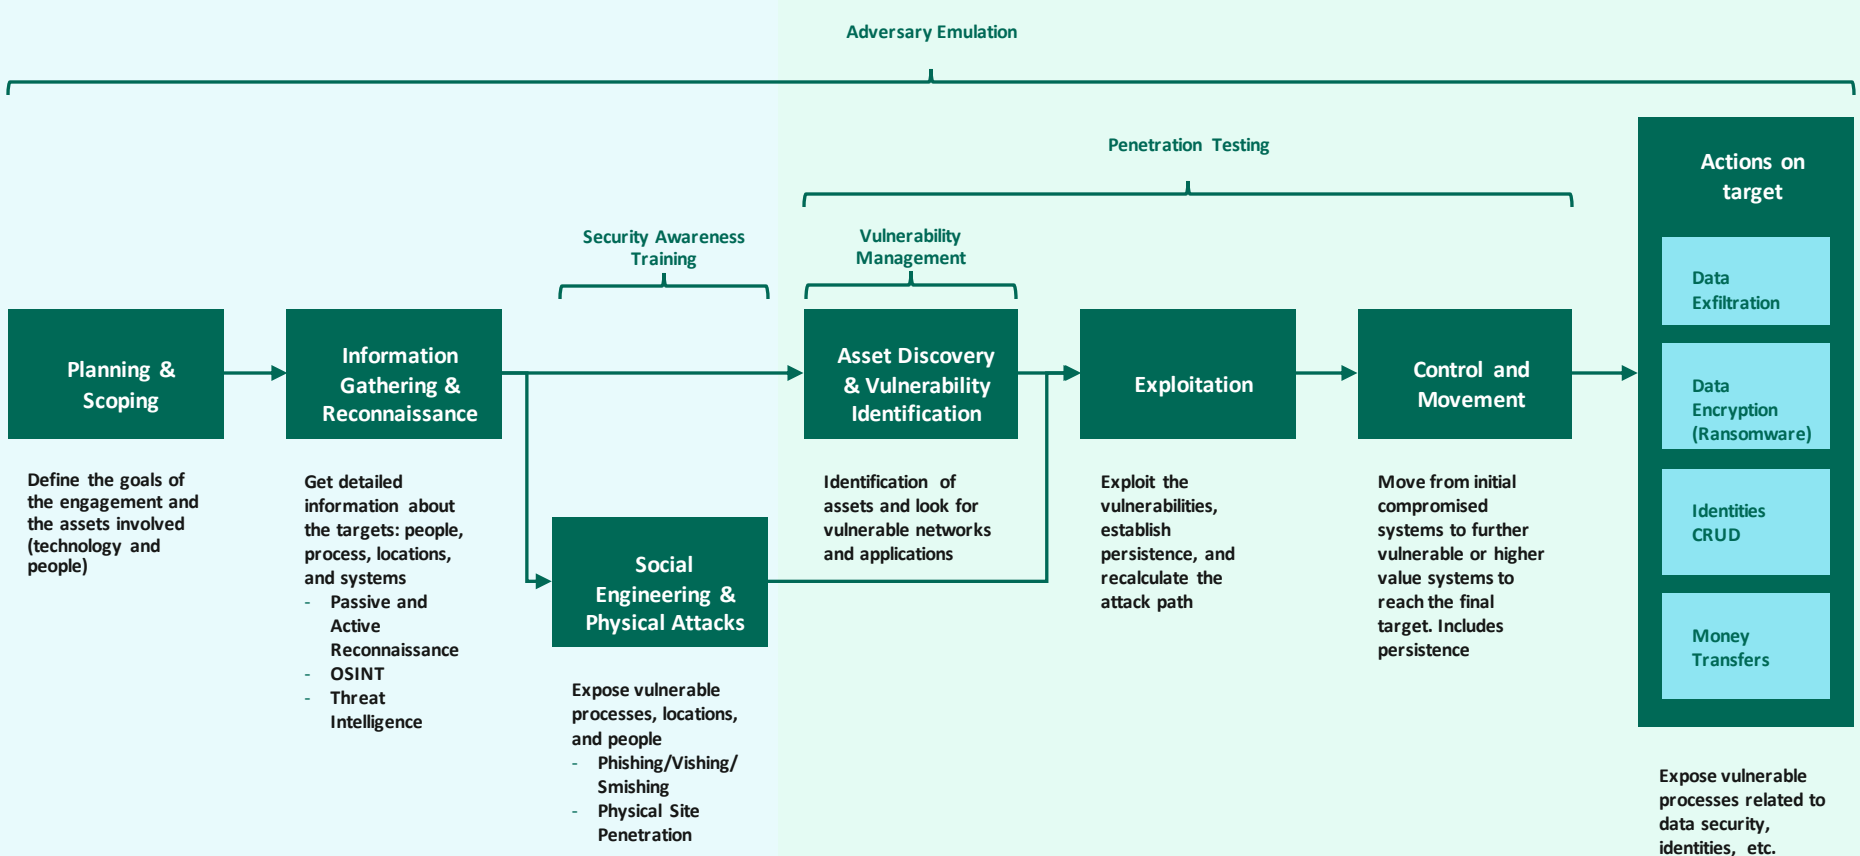 Adversary Emulation
Penetration Testing
Security Awareness
Training
Vulnerability
Management
Planning &
Scoping
Define the goals of
the engagement and
the assets involved
(technology and
people)
Information
Gathering &
Reconnaissance
Get detailed
information about
the targets: people,
process, locations,
and systems
- Passive and
Active
Reconnaissance
- OSINT
- Threat
Intelligence
Social
Engineering &
Physical Attacks
Expose vulnerable
processes, locations,
and people
- Phishing/Vishing/
Smishing
- Physical Site
Penetration
Asset Discovery
& Vulnerability
Identification
Identification of
assets and look for
vulnerable networks
and applications
Exploitation
Exploit the
vulnerabilities,
establish
persistence, and
recalculate the
attack path
Control and
Movement
Move from initial
compromised
systems to further
vulnerable or higher
value systems to
reach the final
target. Includes
persistence
Actions on
target
Data
Exfiltration
Data
Encryption
(Ransomware)
Identities
CRUD
Money
Transfers
Expose vulnerable
processes related to
data security,
identities, etc.